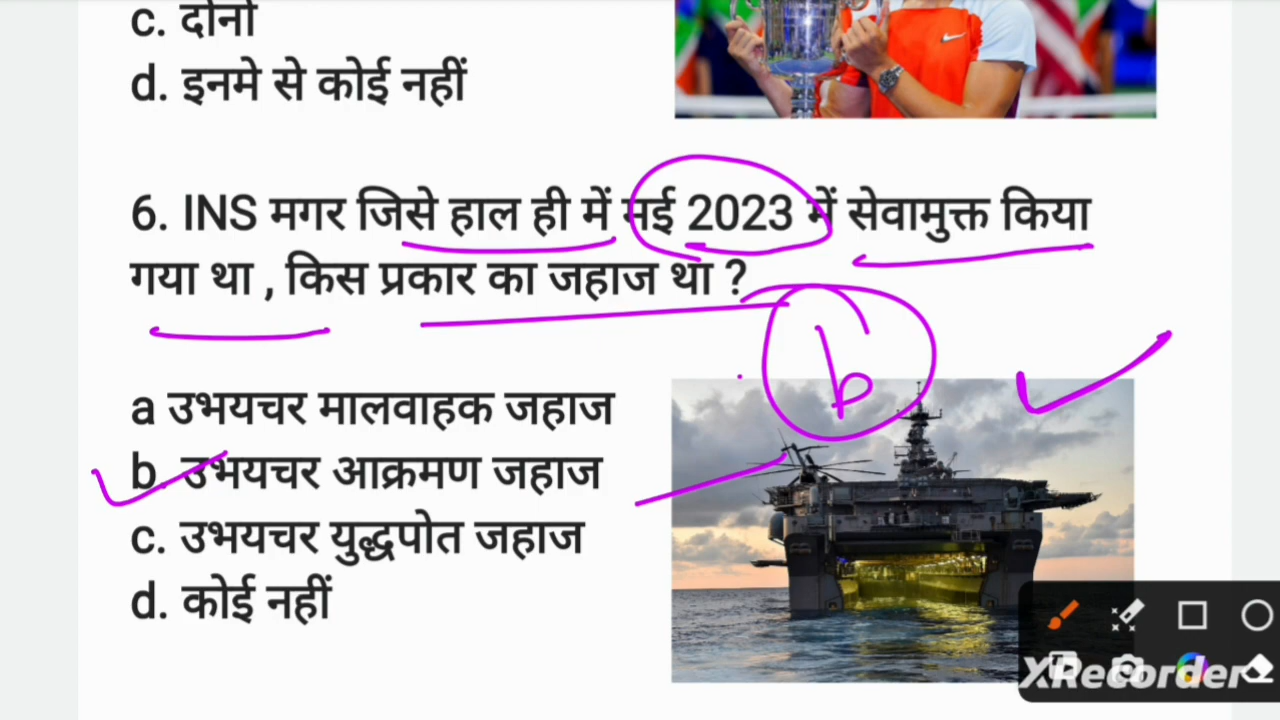 c. दोनो
d. इनमे से कोई नहीं
6. INS मगर जिसे हाल ही में मई 2023 में सेवामुक्त किया
गया था , किस प्रकार का जहाज था ?
b
a उभयचर मालवाहक जहाज
b. उभयचर आक्रमण जहाज
c. उभयचर युद्धपोत जहाज
d. कोई नहीं
XRecorder